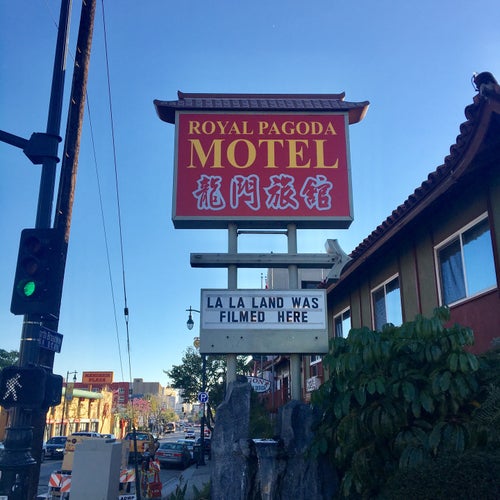 ROYAL PAGODA
MOTEL
龍門旅館
LA LA LAND WAS
FILMED HERE